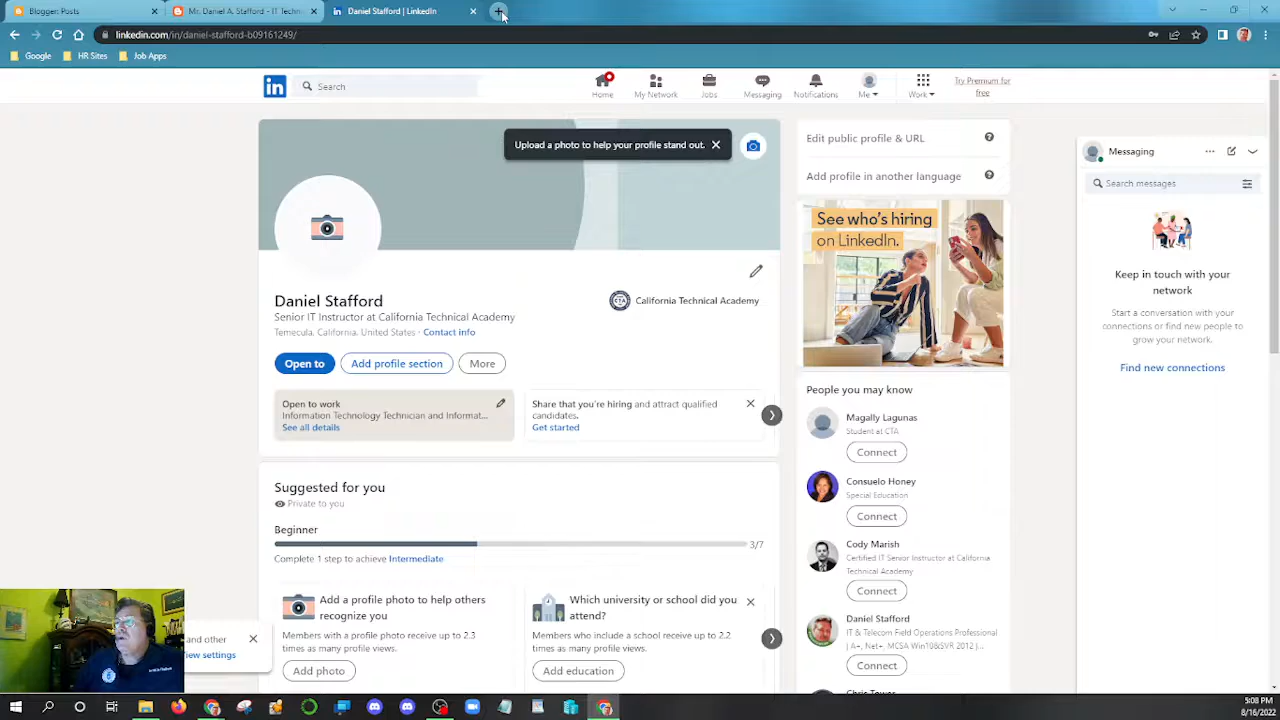 Blogger: Posts
Mr. Daniel A. Stafford - IT Techni
Daniel Stafford | LinkedIn
linkedin.com/in/daniel-stafford-b09161249/
Google
HR Sites
Job Apps
in
Search
Home
My Network
Jobs
Messaging
Notifications
Me
Work
Try Premium for
free
Upload a photo to help your profile stand out.
Edit public profile & URL
Add profile in another language
See who's hiring
on LinkedIn.
Messaging
Search messages
Keep in touch with your
network
Start a conversation with your
connections or find new people to
grow your network.
Find new connections
Daniel Stafford
CTA
California Technical Academy
Senior IT Instructor at California Technical Academy
Temecula, California, United States · Contact info
Open to
Add profile section
More
Open to work
Information Technology Technician and Informat...
See all details
Share that you're hiring and attract qualified
candidates.
Get started
People you may know
Magally Lagunas
Student at CTA
Connect
Consuelo Honey
Special Education
Connect
Cody Marish
Certified IT Senior Instructor at California
Technical Academy
Connect
Daniel Stafford
IT & Telecom Field Operations Professional
| A+, Net+, MCSA Win10&SVR 2012 |...
Connect
Suggested for you
Private to you
Beginner
3/7
Complete 1 step to achieve Intermediate
Add a profile photo to help others
recognize you
Members with a profile photo receive up to 2.3
times as many profile views.
Add photo
Which university or school did you
attend?
Members who include a school receive up to 2.2
times as many profile views.
Add education
and other
iew settings
5:08 PM
8/16/2022